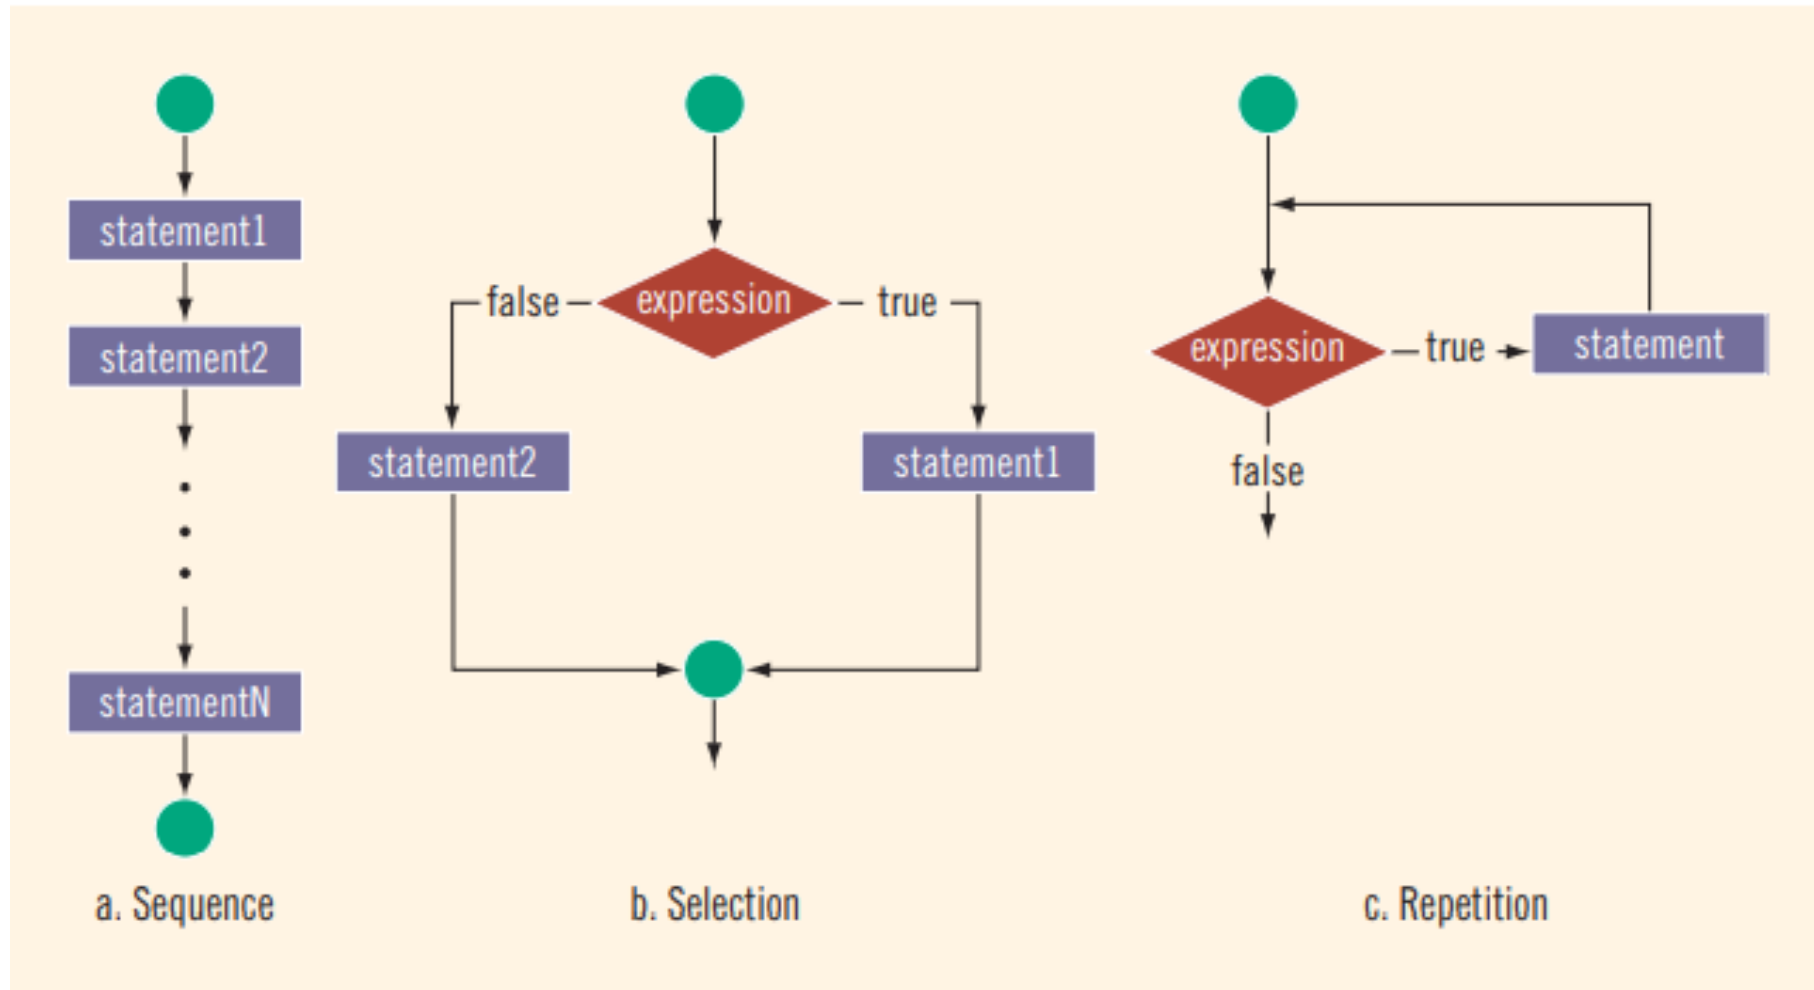 statement1
statement2
statementN
a. Sequence
false
expression
true
statement2
statement1
b. Selection
expression
true
statement
false
c. Repetition